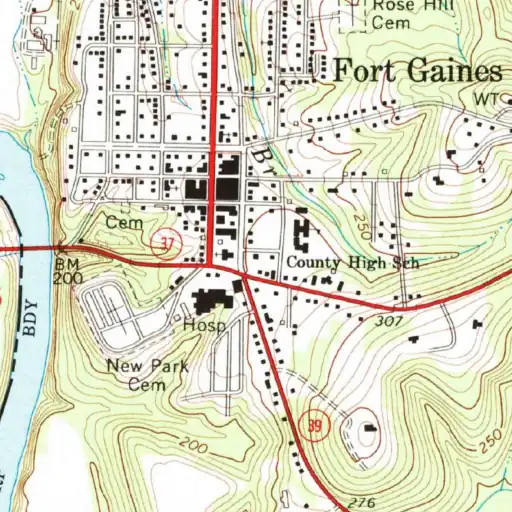 Rose Hill
Cem
Fort Gaines
WT
Br
250
Cem
37
BM
200
County High Sch
BDY
Hosp
307
New Park
Cem
39
200
250
276